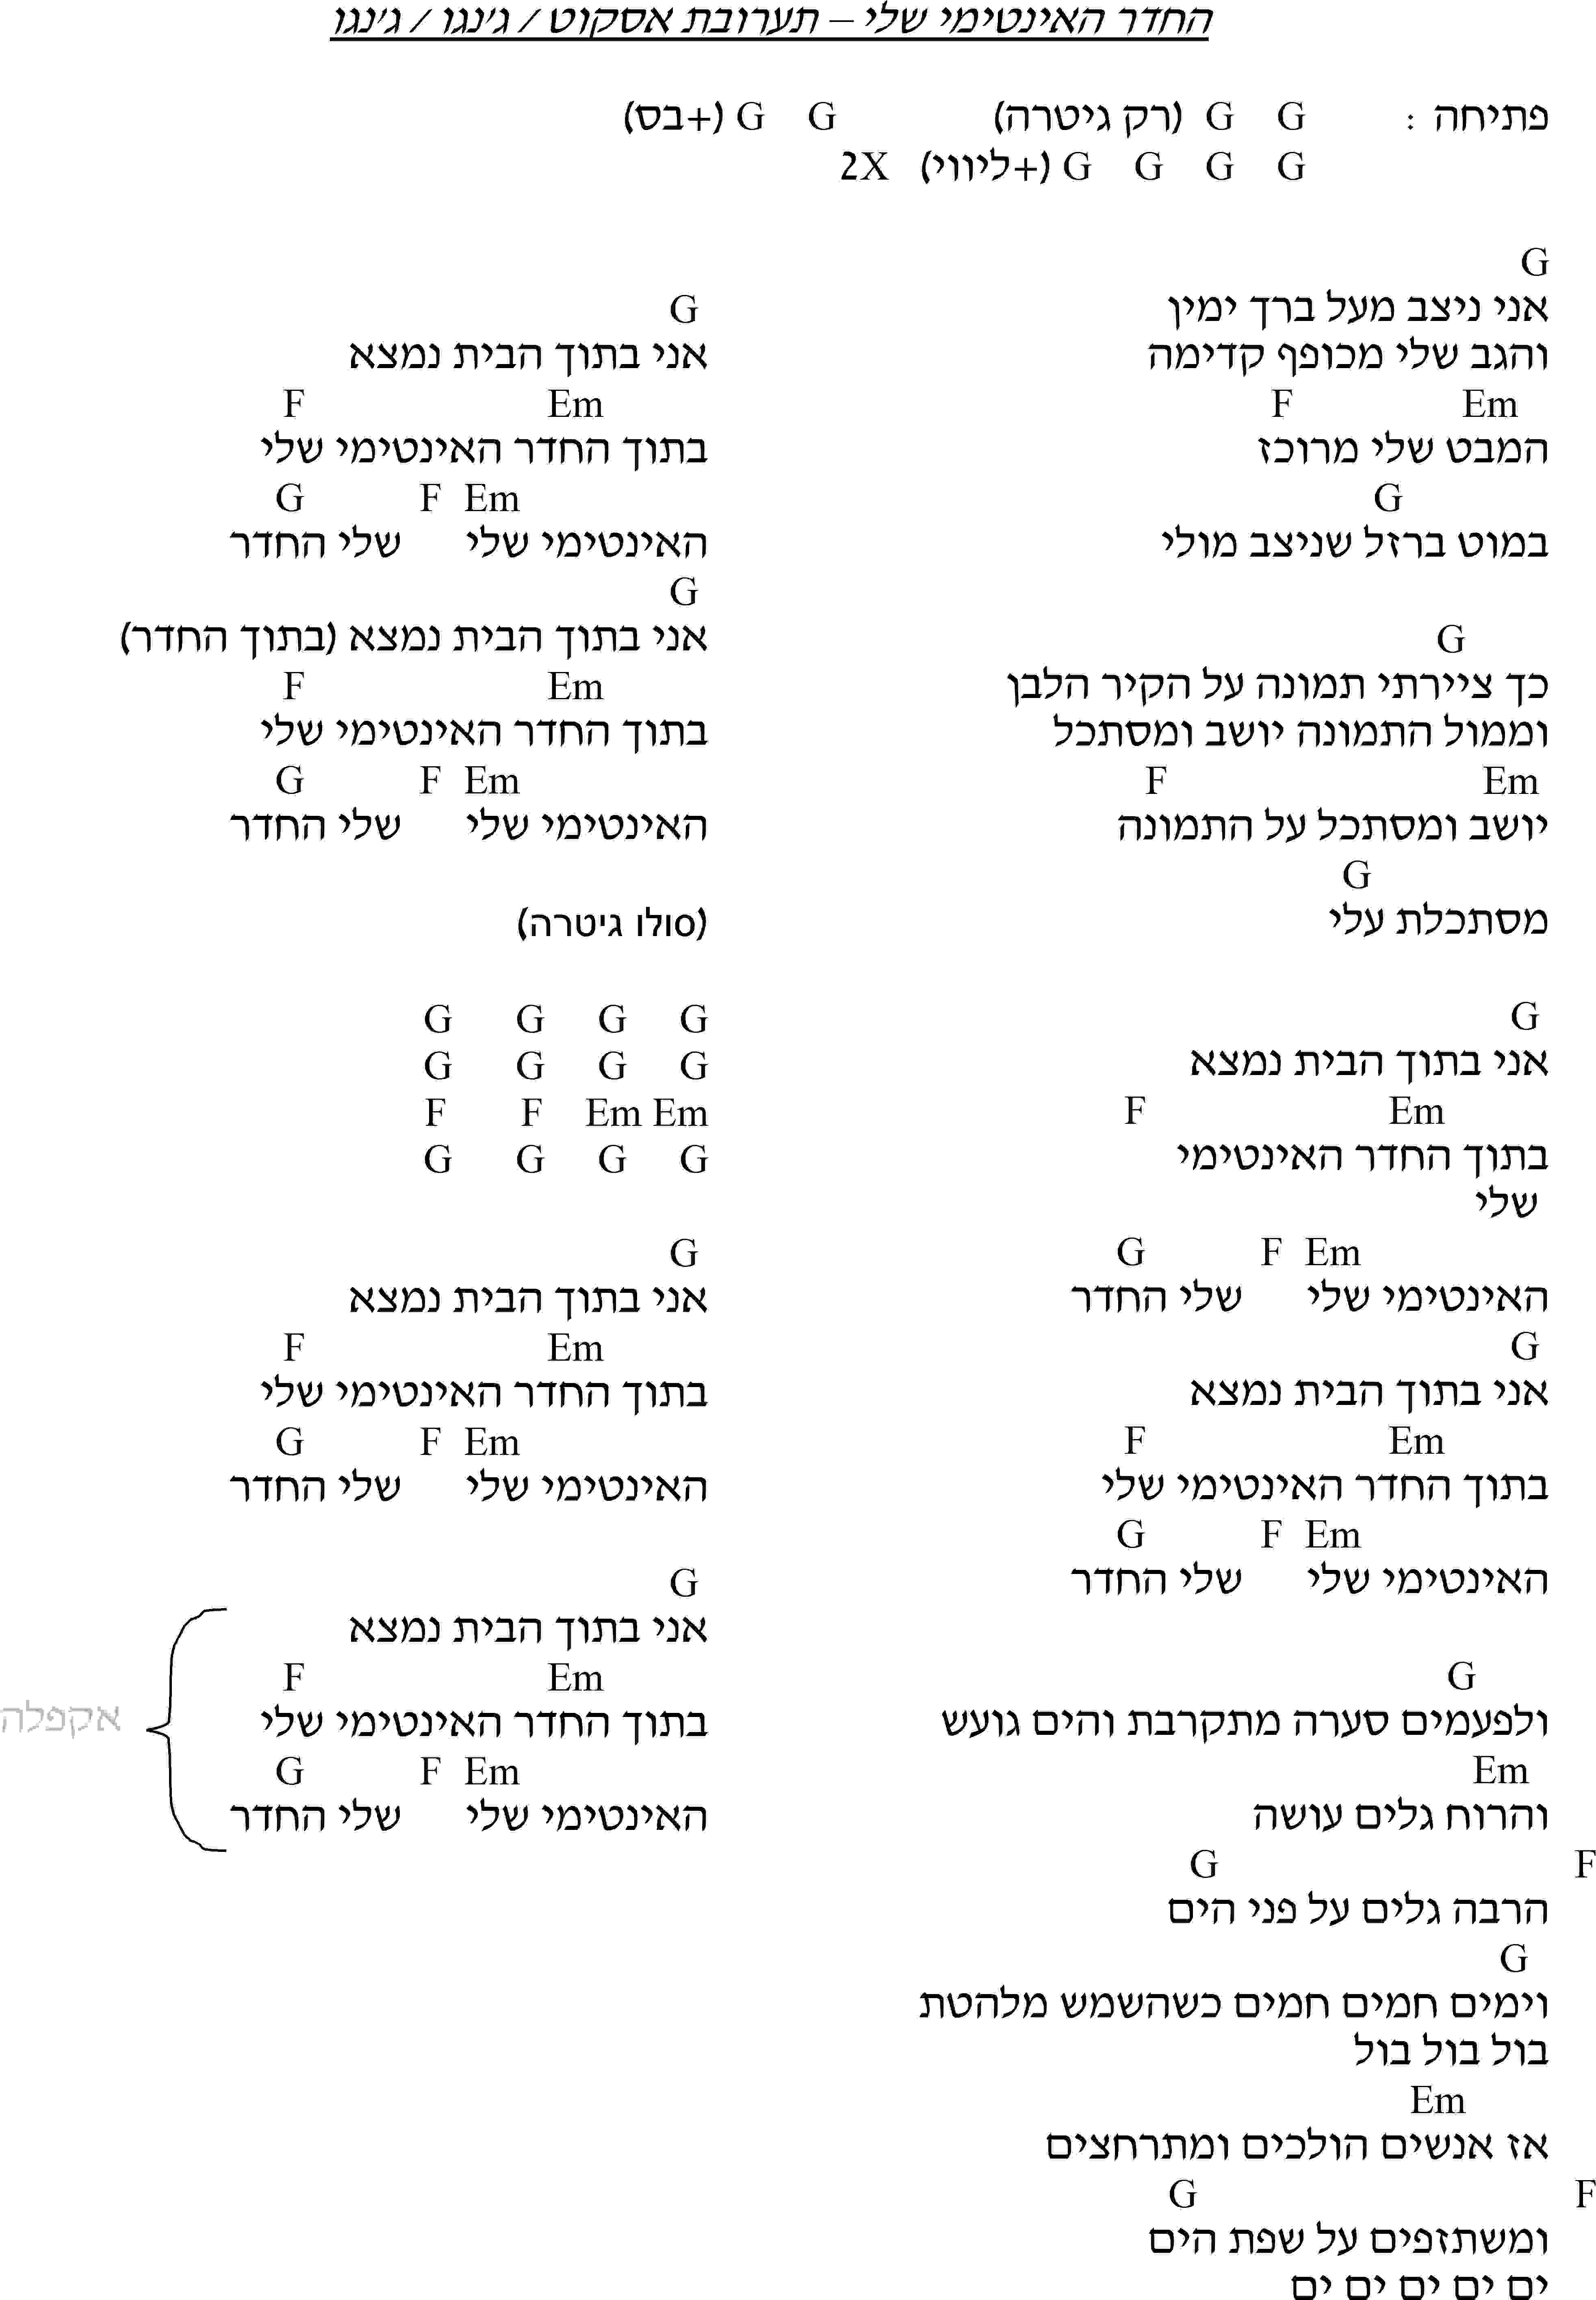 החדר האינטימי שלי – תערובת אסקוט / ג'ינגו / ג'ינגו
פתיחה : G G (רק גיטרה) G G (+בס)
G G G G (+ליווי) 2X
G
אני ניצב מעל ברך ימין
והגב שלי מכופף קדימה
Em F
המבט שלי מרוכז
G
במוט ברזל שניצב מולי
G
כך ציירתי תמונה על הקיר הלבן
וממול התמונה יושב ומסתכל
Em F
יושב ומסתכל על התמונה
G
מסתכלת עלי
G
אני בתוך הבית נמצא
Em F
בתוך החדר האינטימי
שלי
Em F G
האינטימי שלי שלי החדר
G
אני בתוך הבית נמצא
Em F
בתוך החדר האינטימי שלי
Em F G
האינטימי שלי שלי החדר
G
ולפעמים סערה מתקרבת והים גועש
Em
והרוח גלים עושה
F G
הרבה גלים על פני הים
G
וימים חמים חמים כשהשמש מלהטת
בול בול בול
Em
אז אנשים הולכים ומתרחצים
F G
ומשתזפים על שפת הים
ים ים ים ים ים
G
אני בתוך הבית נמצא
Em F
בתוך החדר האינטימי שלי
Em F G
האינטימי שלי שלי החדר
G
אני בתוך הבית נמצא (בתוך החדר)
Em F
בתוך החדר האינטימי שלי
Em F G
האינטימי שלי שלי החדר
(סולו גיטרה)
G G G G
G G G G
Em Em F F
G G G G
G
אני בתוך הבית נמצא
Em F
בתוך החדר האינטימי שלי
Em F G
האינטימי שלי שלי החדר
G
אני בתוך הבית נמצא
Em F
בתוך החדר האינטימי שלי
אקפלה
Em F G
האינטימי שלי שלי החדר